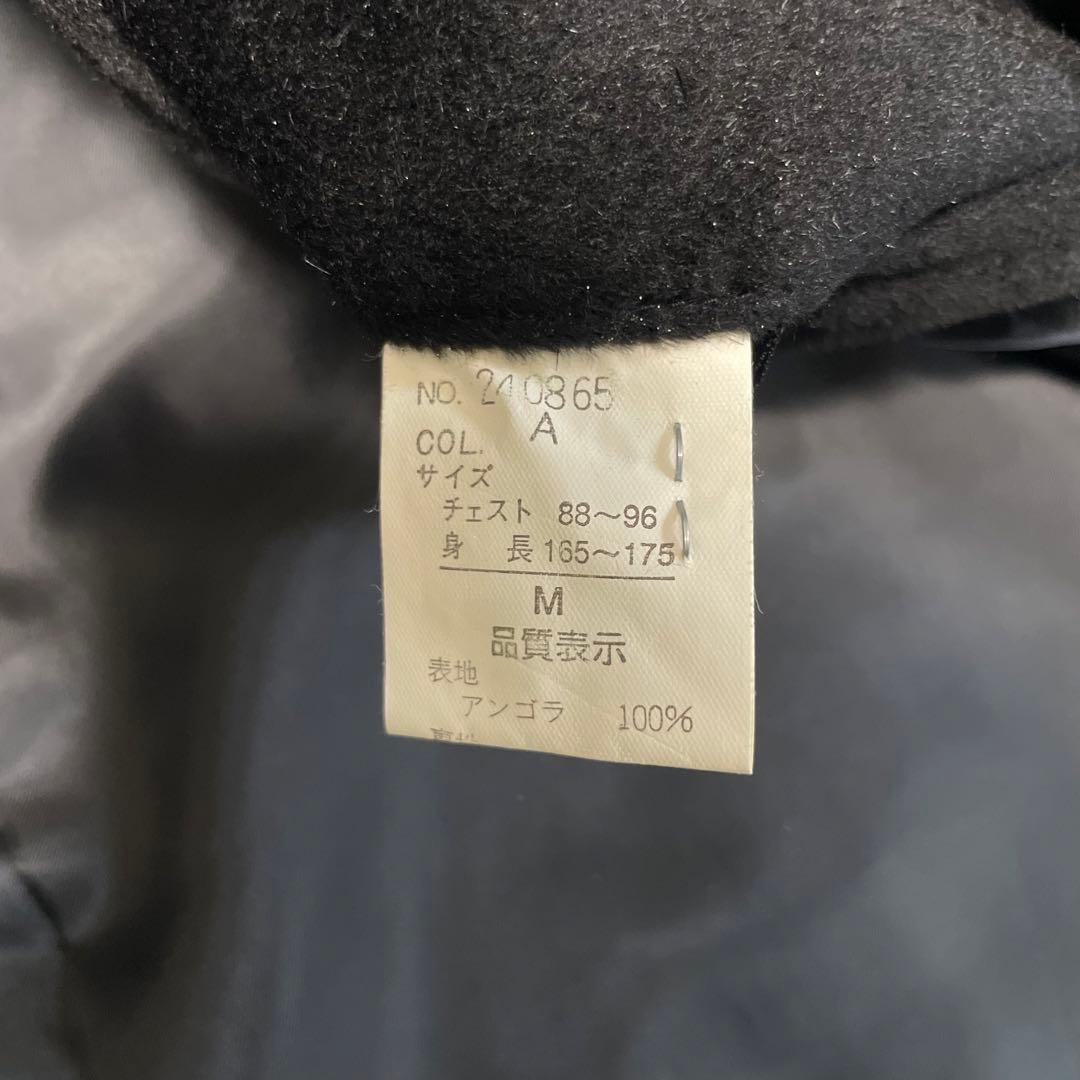 NO. 240865
A
COL.
サイズ
チェスト 88〜96
身 長 165〜175
M
品質表示
表地
アンゴラ 100%